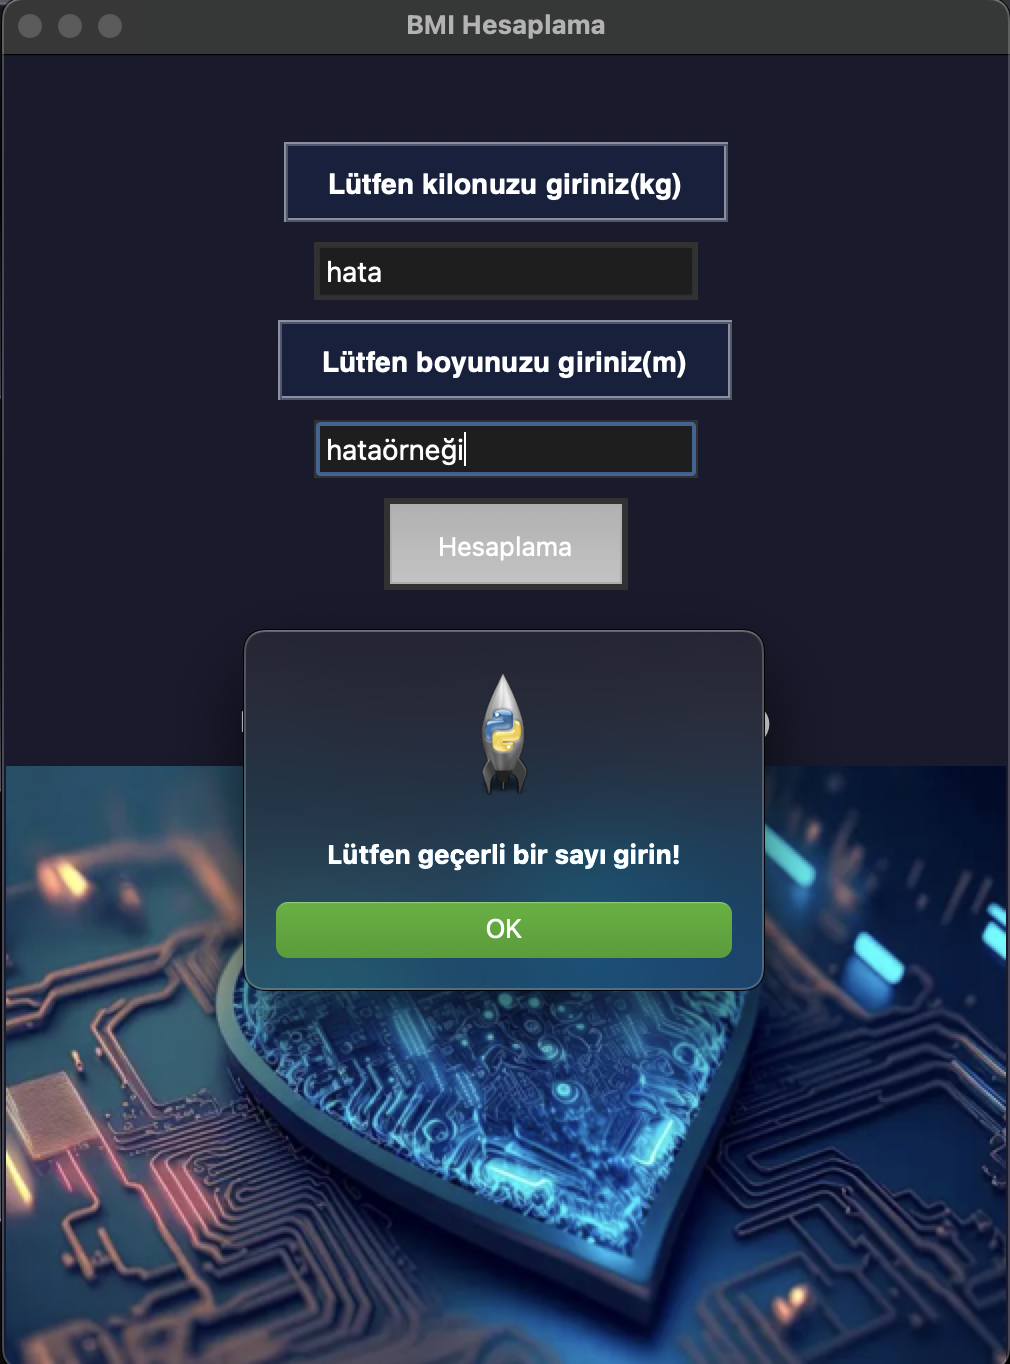 BMI Hesaplama
Lütfen kilonuzu giriniz(kg)
hata
Lütfen boyunuzu giriniz(m)
hataörneği
Hesaplama
Lütfen geçerli bir sayı girin!
OK